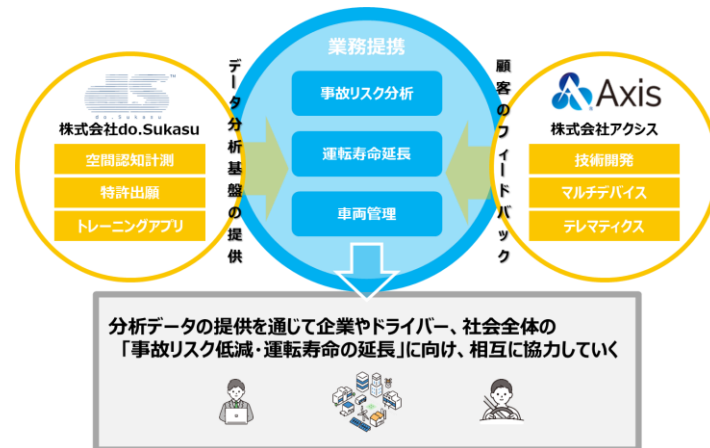 業務提携
事故リスク分析
運転寿命延長
車両管理
dS
TM
do.Sukasu
株式会社do.Sukasu
空間認知計測
特許出願
トレーニングアプリ
データ分析基盤の提供
顧客のフィードバック
Axis
株式会社アクシス
技術開発
マルチデバイス
テレマティクス
分析データの提供を通じて企業やドライバー、社会全体の
「事故リスク低減・運転寿命の延長」に向け、相互に協力していく